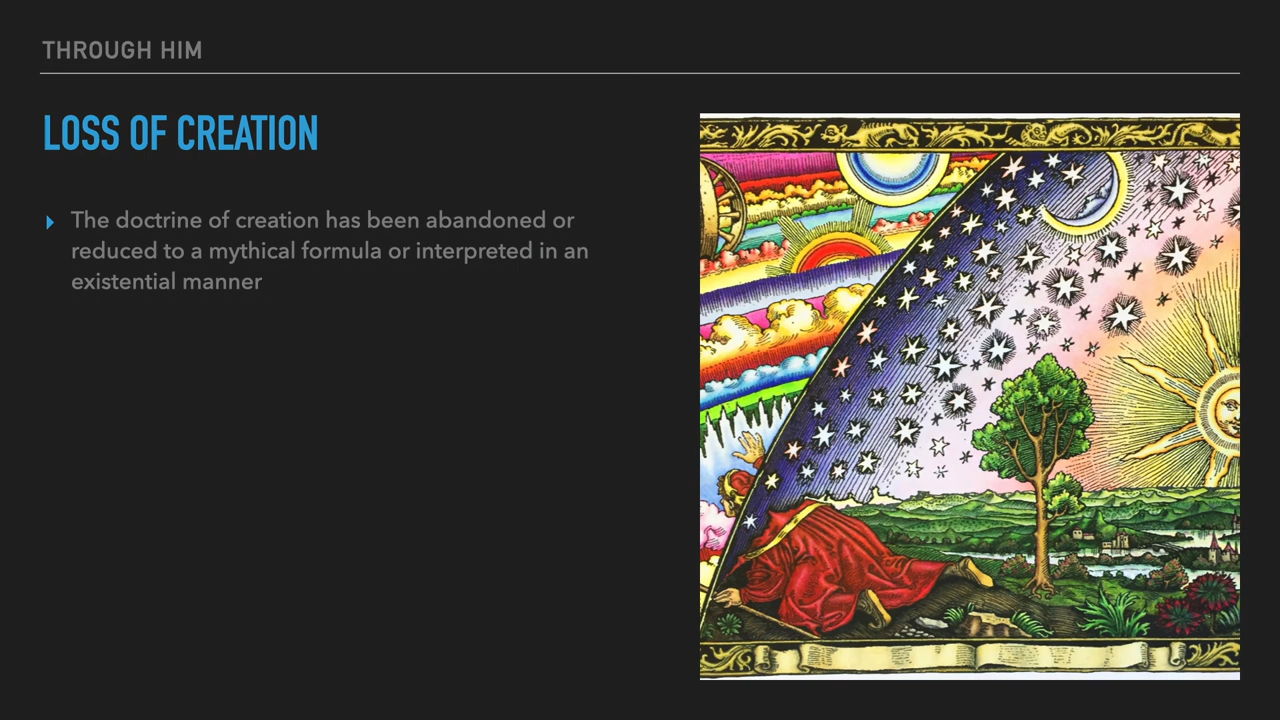 THROUGH HIM
LOSS OF CREATION
The doctrine of creation has been abandoned or
reduced to a mythical formula or interpreted in an
existential manner